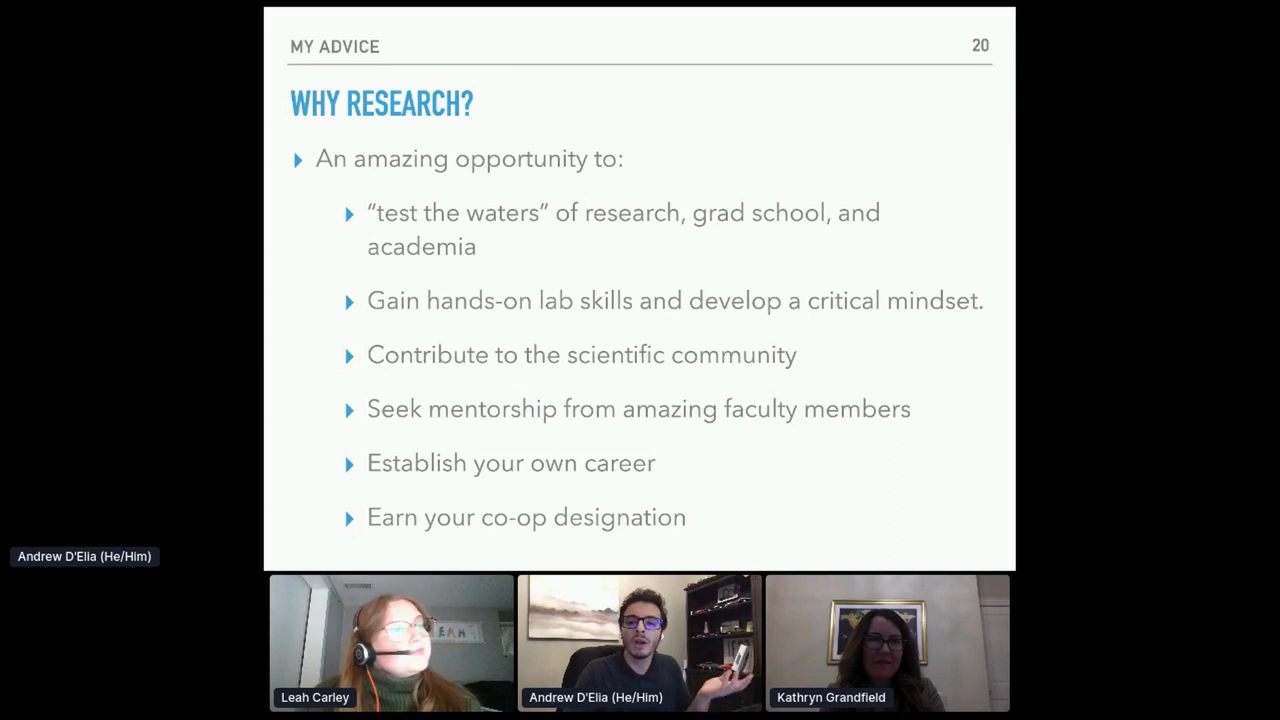 MY ADVICE
20
WHY RESEARCH?
An amazing opportunity to:
“test the waters” of research, grad school, and
academia
Gain hands-on lab skills and develop a critical mindset.
Contribute to the scientific community
Seek mentorship from amazing faculty members
Establish your own career
Earn your co-op designation
Andrew D'Elia (He/Him)
Leah Carley
Andrew D'Elia (He/Him)
Kathryn Grandfield